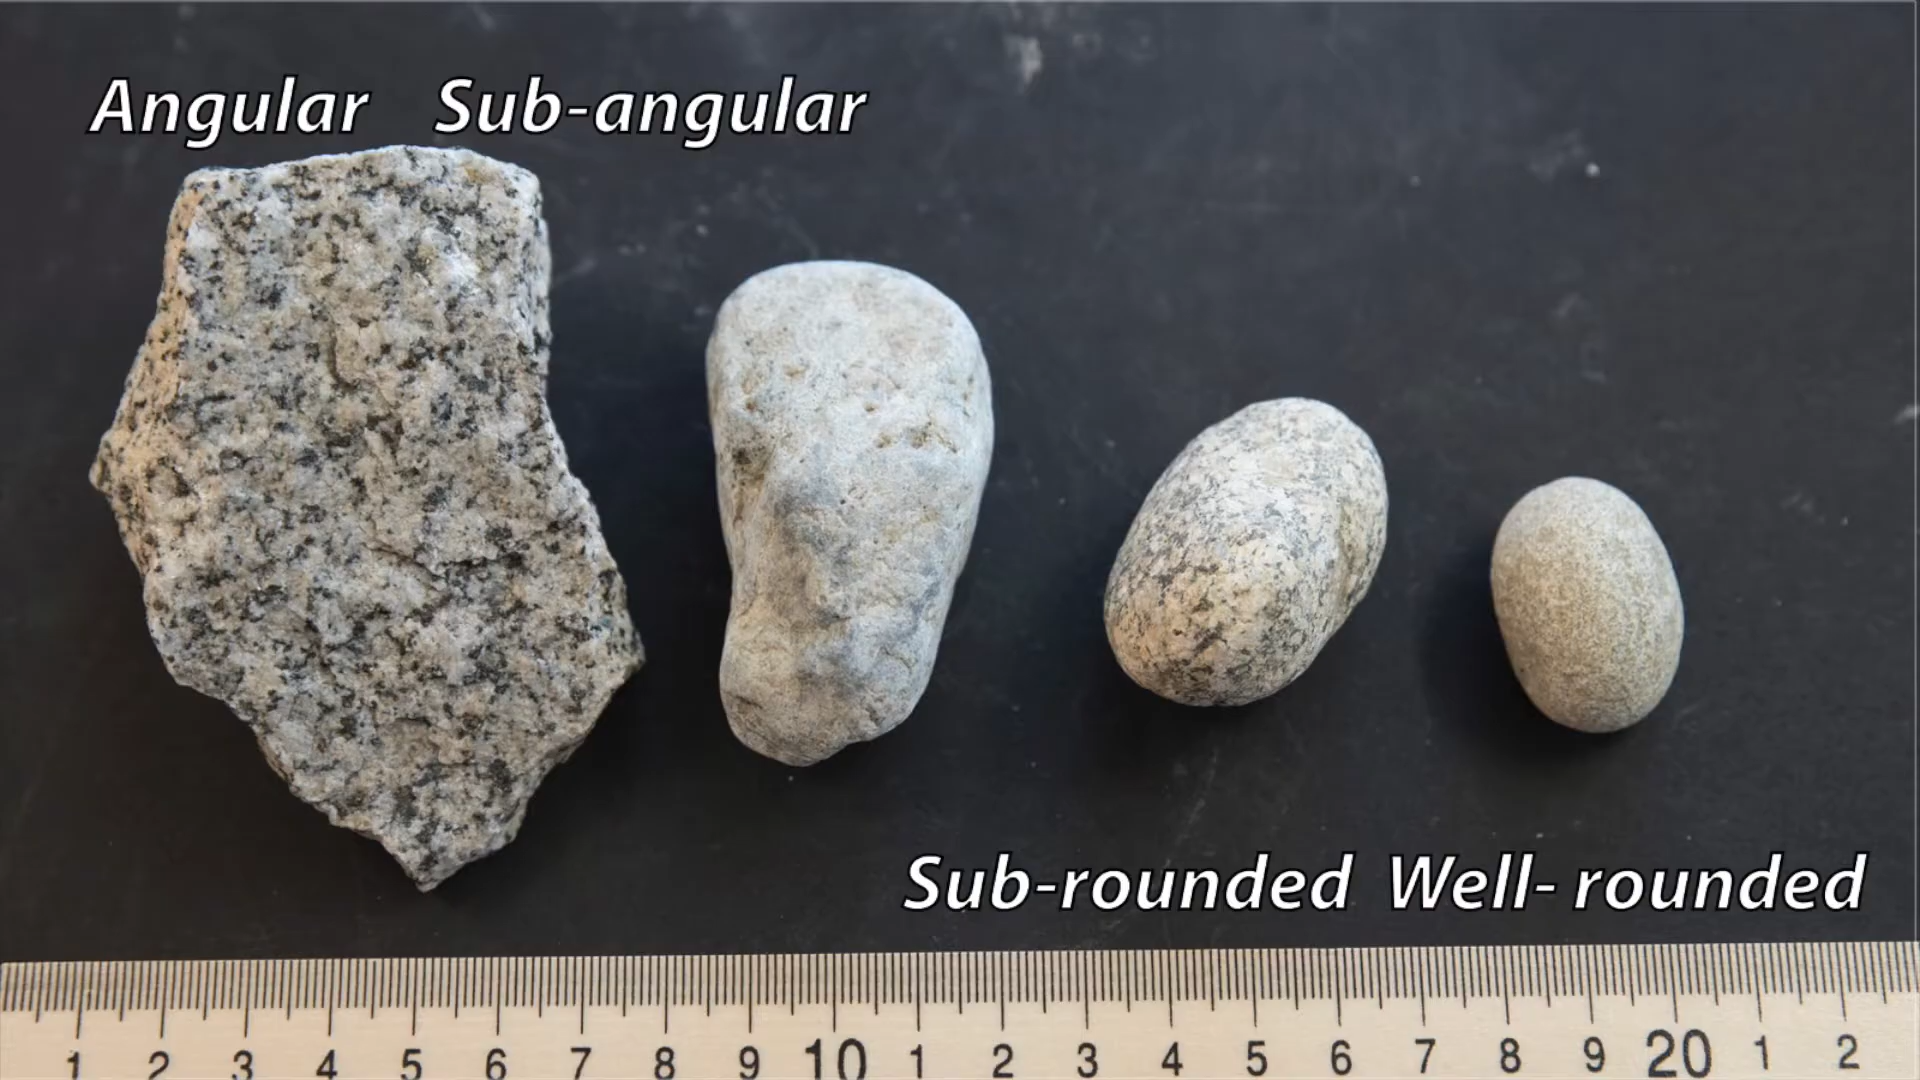 Angular Sub-angular
Sub-rounded Well- rounded
1 2 3 4 5 6 7 8 9 10 1 2 3 4 5 6 7 8 9 20 1 2